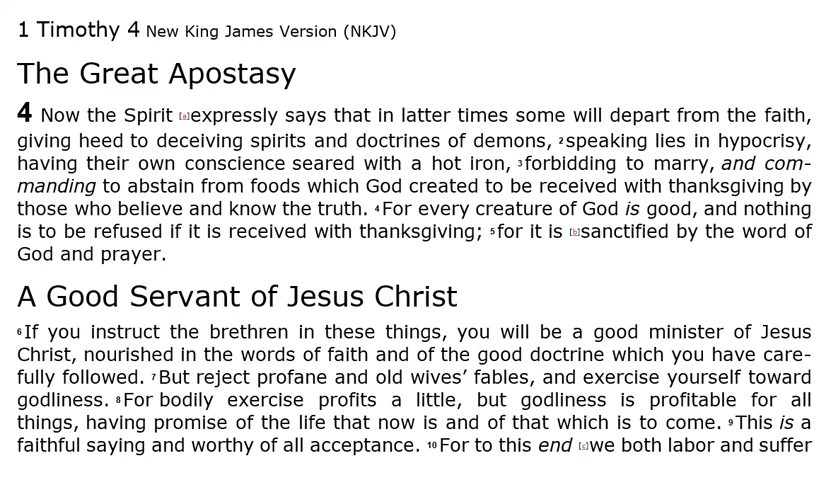 1 Timothy 4 New King James Version (NKJV)
The Great Apostasy
4 Now the Spirit [a]expressly says that in latter times some will depart from the faith,
giving heed to deceiving spirits and doctrines of demons, 2 speaking lies in hypocrisy,
having their own conscience seared with a hot iron, 3 forbidding to marry, and com-
manding to abstain from foods which God created to be received with thanksgiving by
those who believe and know the truth. 4 For every creature of God is good, and nothing
is to be refused if it is received with thanksgiving; 5 for it is [b]sanctified by the word of
God and prayer.
A Good Servant of Jesus Christ
6 If you instruct the brethren in these things, you will be a good minister of Jesus
Christ, nourished in the words of faith and of the good doctrine which you have care-
fully followed. 7 But reject profane and old wives’ fables, and exercise yourself toward
godliness. 8 For bodily exercise profits a little, but godliness is profitable for all
things, having promise of the life that now is and of that which is to come. 9 This is a
faithful saying and worthy of all acceptance. 10 For to this end [c]we both labor and suffer